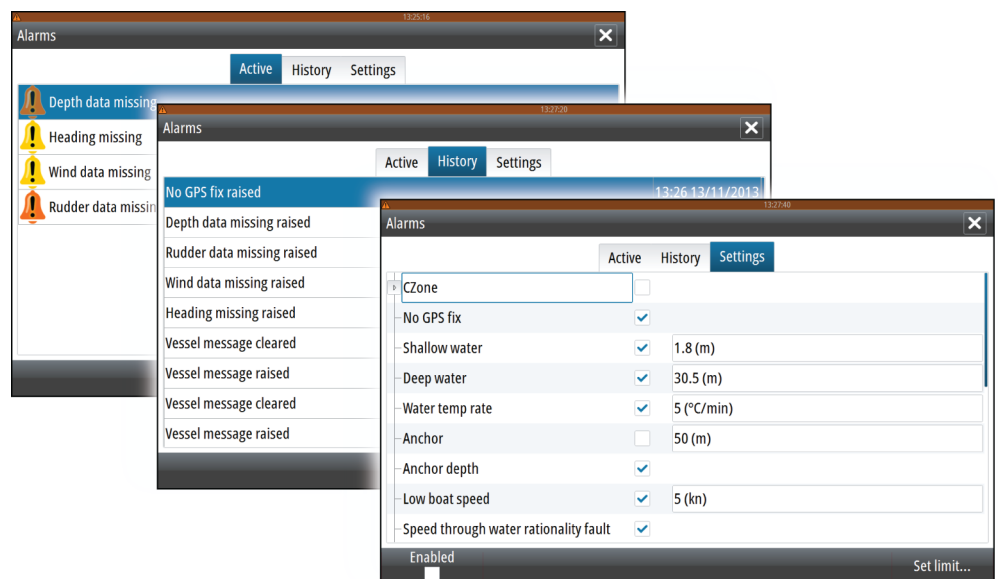 13:25:16
Alarms
Active History Settings
Depth data missing
Heading missing
Wind data missing
Rudder data missin
13:27:20
Alarms
Active History Settings
No GPS fix raised 13:26 13/11/2013
Depth data missing raised
Rudder data missing raised
Wind data missing raised
Heading missing raised
Vessel message cleared
Vessel message raised
Vessel message cleared
Vessel message raised
13:27:40
Alarms
Active History Settings
CZone
No GPS fix
Shallow water 1.8 (m)
Deep water 30.5 (m)
Water temp rate 5 (°C/min)
Anchor 50 (m)
Anchor depth
Low boat speed 5 (kn)
Speed through water rationality fault
Enabled
Set limit...